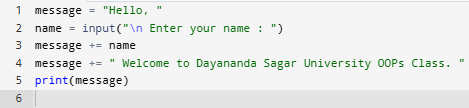 1 message = "Hello, "
2 name = input("\n Enter your name : ")
3 message += name
4 message += " Welcome to Dayananda Sagar University OOPs Class. "
5 print(message)
6